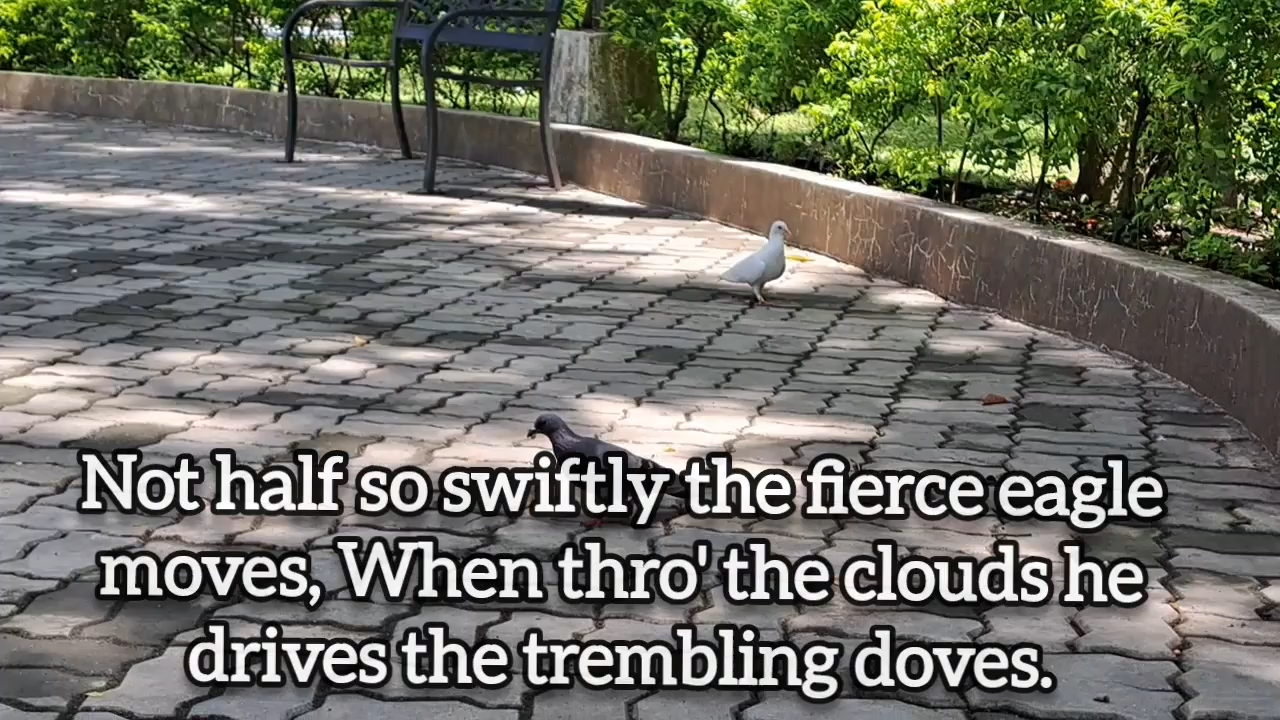 Not half so swiftly the fierce eagle
moves, When thro' the clouds he
drives the trembling doves.